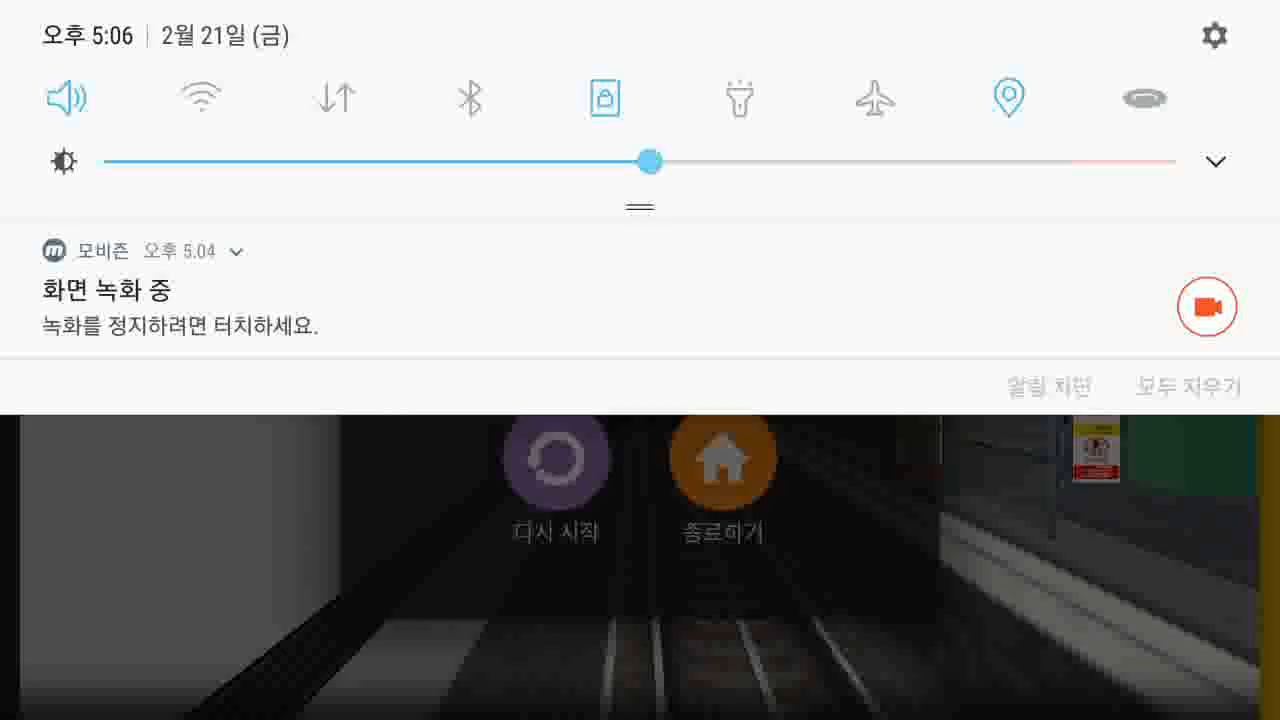 오후 5:06 | 2월 21일 (금)
모비즌 오후 5:04
화면 녹화 중
녹화를 정지하려면 터치하세요.
알림 차단 모두 지우기
다시 시작 종료하기